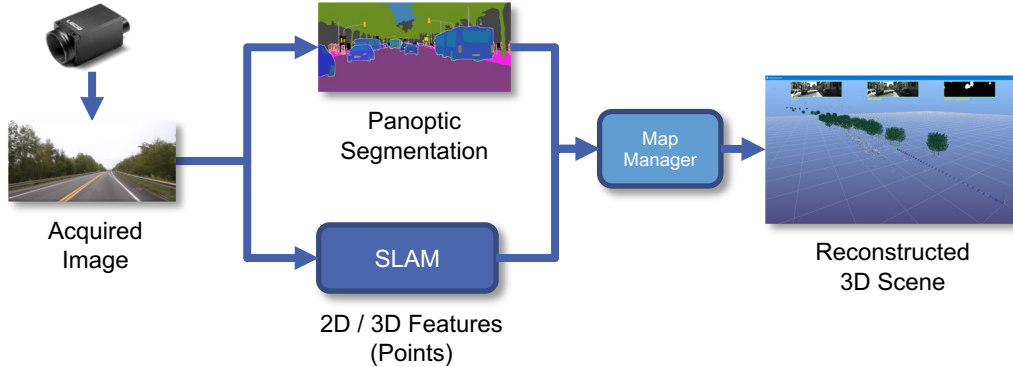 Acquired
Image
Panoptic
Segmentation
SLAM
2D / 3D Features
(Points)
Map
Manager
Reconstructed
3D Scene